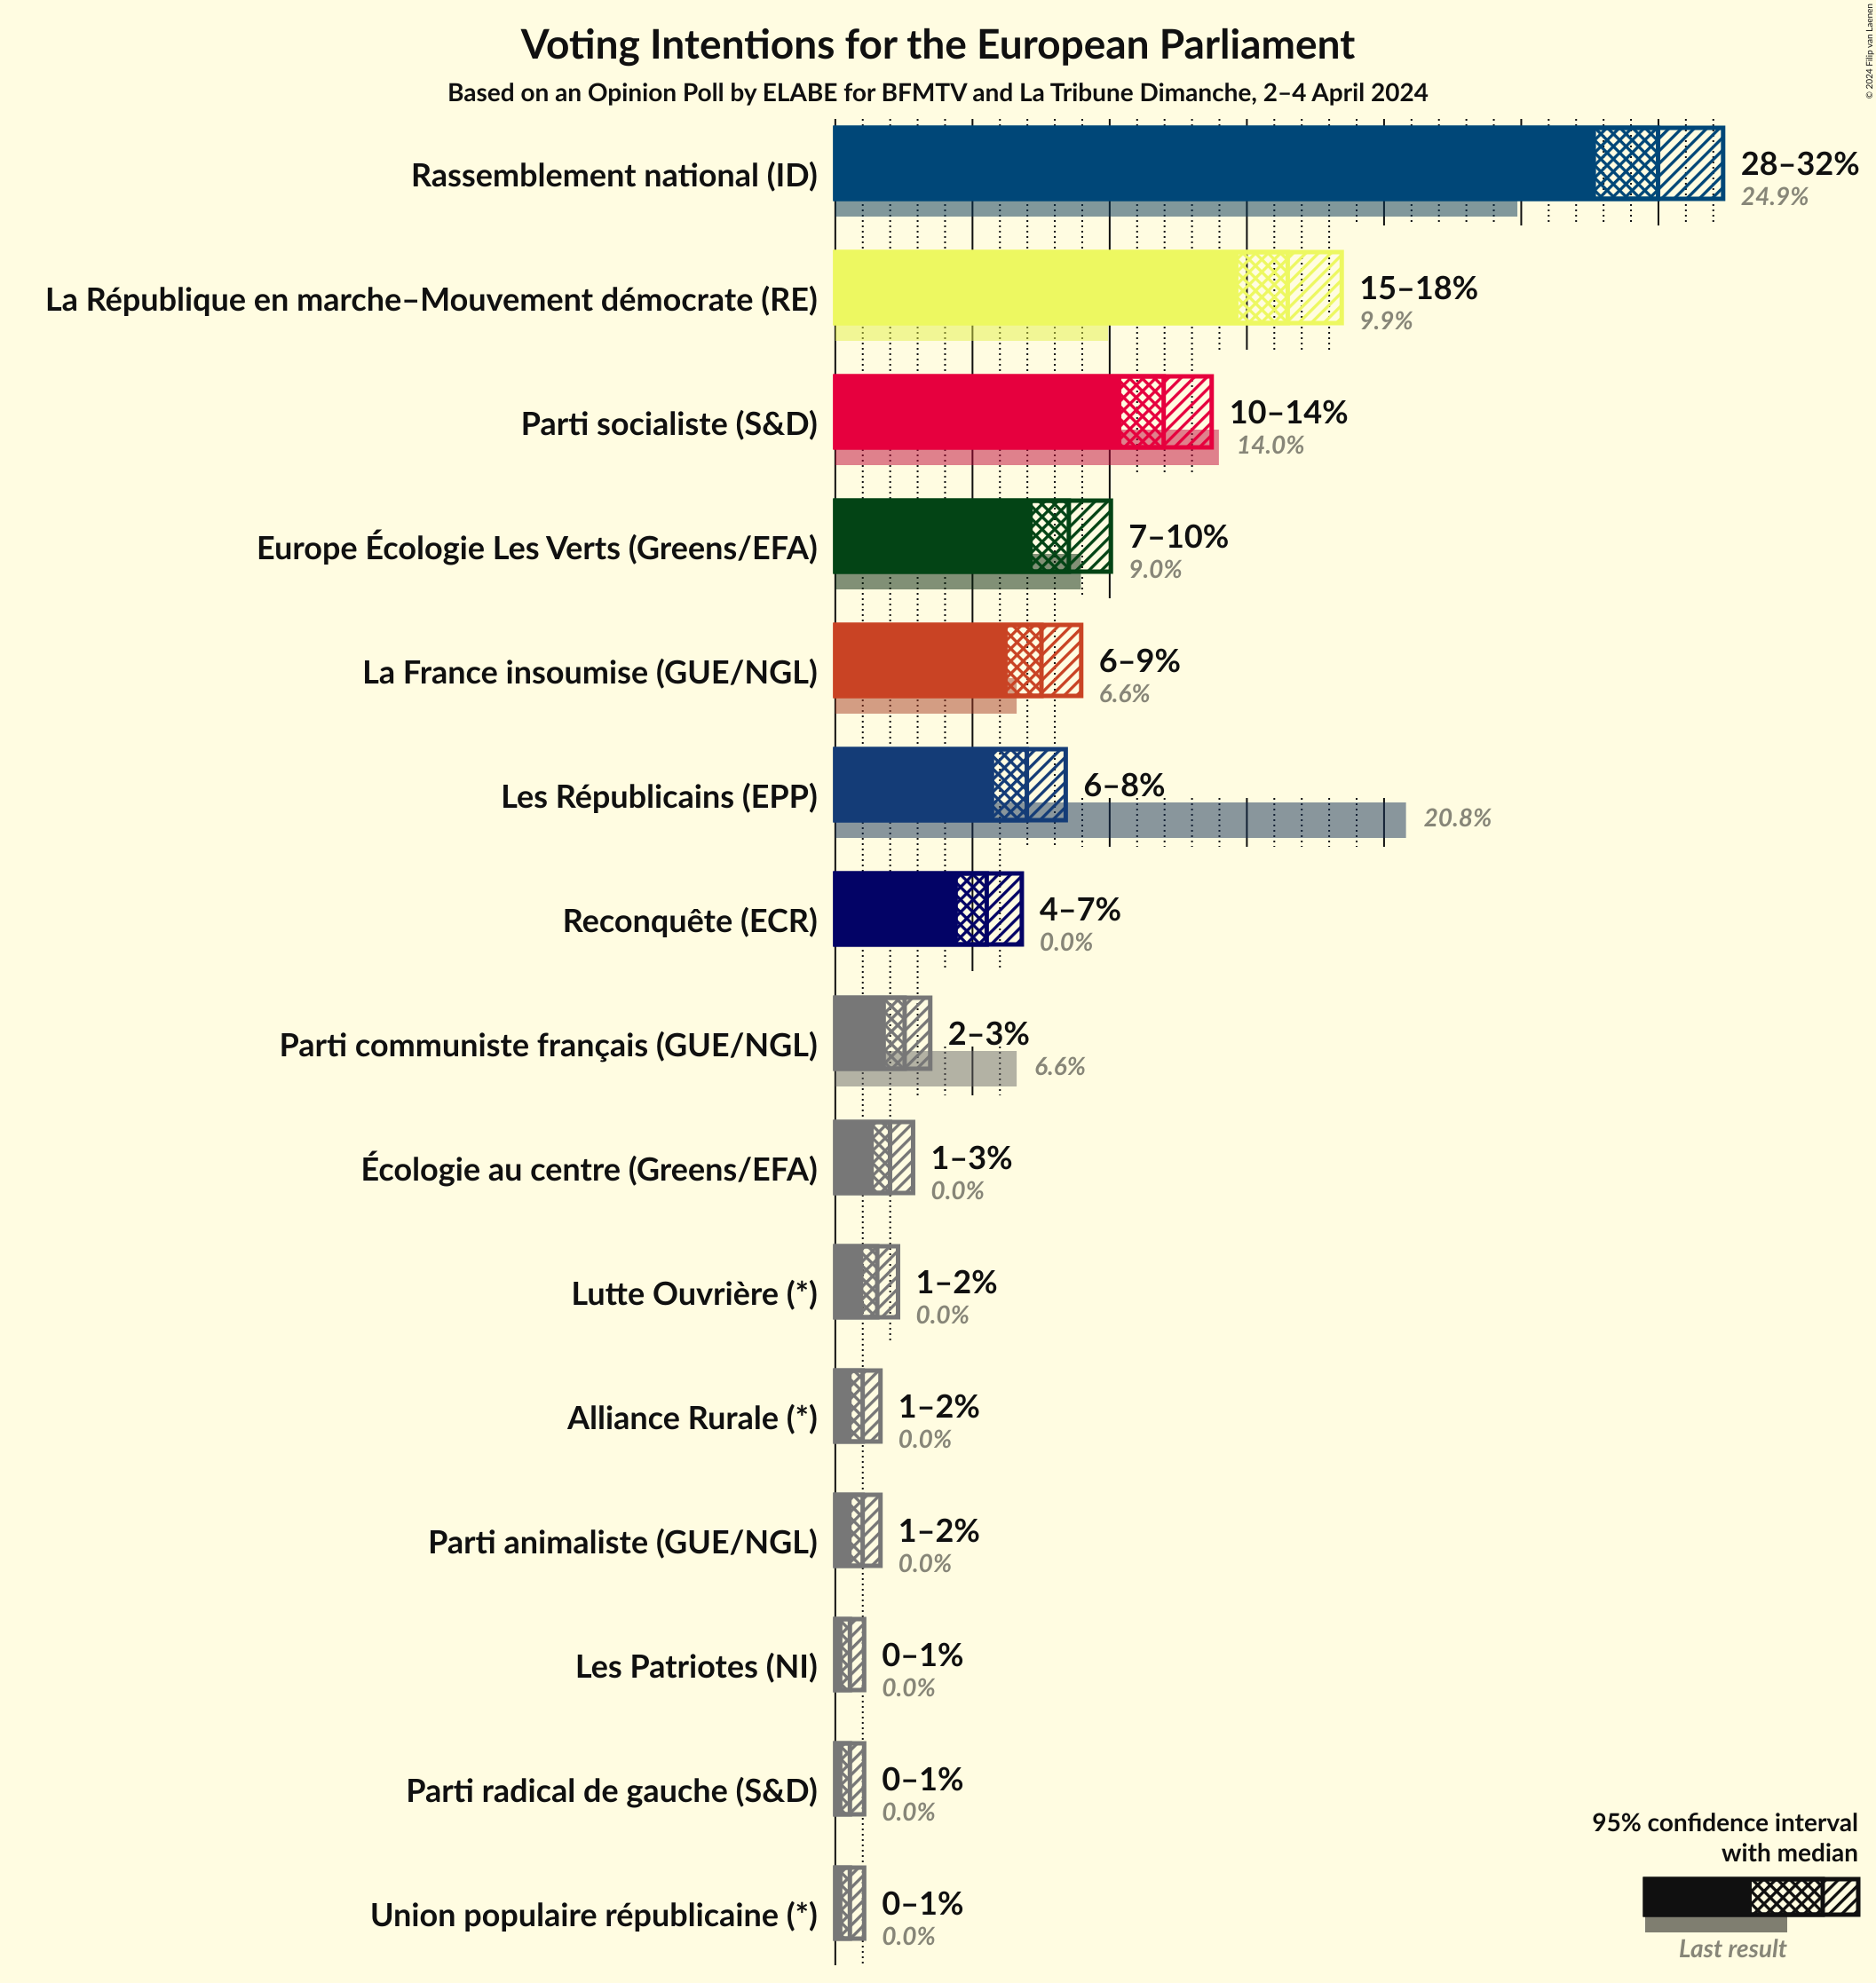 Voting Intentions for the European Parliament
Based on an Opinion Poll by ELABE for BFMTV and La Tribune Dimanche, 2–4 April 2024
© 2024 Filip van Laenen
Rassemblement national (ID)
28–32%
24.9%
La République en marche–Mouvement démocrate (RE)
15–18%
9.9%
Parti socialiste (S&D)
10–14%
14.0%
Europe Écologie Les Verts (Greens/EFA)
7–10%
9.0%
La France insoumise (GUE/NGL)
6–9%
6.6%
Les Républicains (EPP)
6–8%
20.8%
Reconquête (ECR)
4–7%
0.0%
Parti communiste français (GUE/NGL)
2–3%
6.6%
Écologie au centre (Greens/EFA)
1–3%
0.0%
Lutte Ouvrière (*)
1–2%
0.0%
Alliance Rurale (*)
1–2%
0.0%
Parti animaliste (GUE/NGL)
1–2%
0.0%
Les Patriotes (NI)
0–1%
0.0%
Parti radical de gauche (S&D)
0–1%
0.0%
Union populaire républicaine (*)
0–1%
0.0%
95% confidence interval
with median
Last result